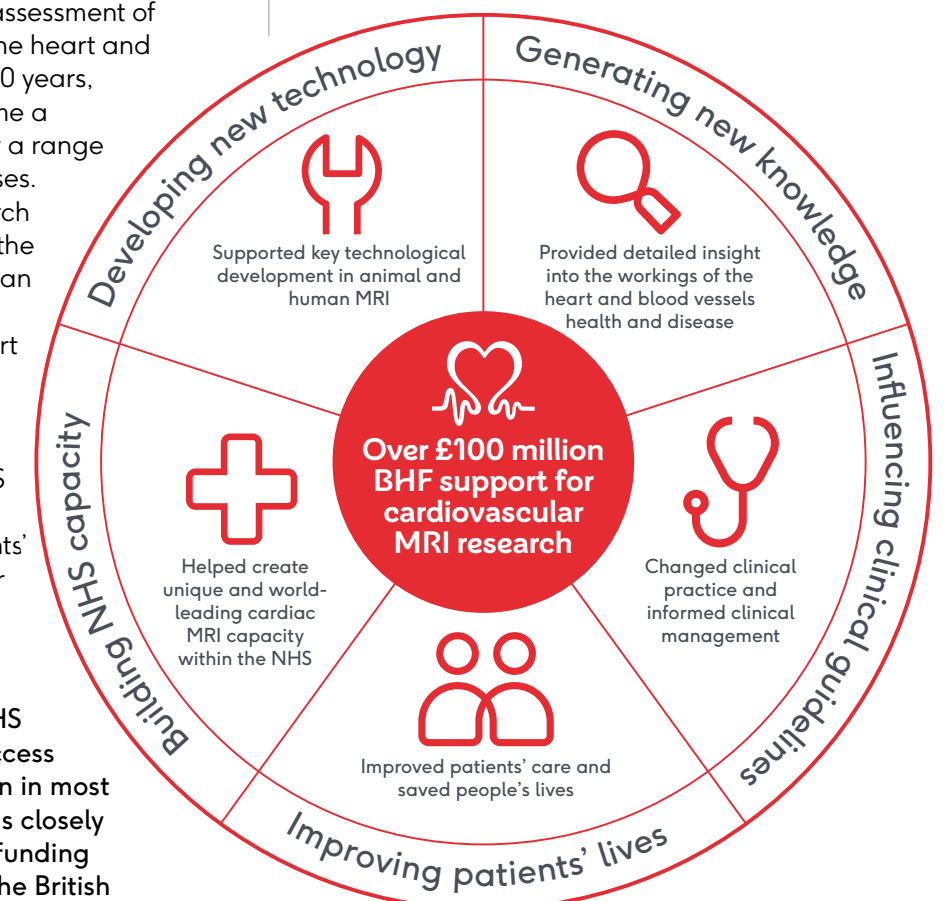 assessment of
he heart and
0 years,
me a
a range
ses.
rch
the
an
rt
S
nts'
r
HS
ccess
n in most
s closely
funding
he British
Developing new technology
Supported key technological
development in animal and
human MRI
Generating new knowledge
Provided detailed insight
into the workings of the
heart and blood vessels
health and disease
Over £100 million
BHF support for
cardiovascular
MRI research
Building NHS capacity
Helped create
unique and world-
leading cardiac
MRI capacity
within the NHS
Influencing clinical guidelines
Changed clinical
practice and
informed clinical
management
Improved patients' care and
saved people's lives
Improving patients' lives